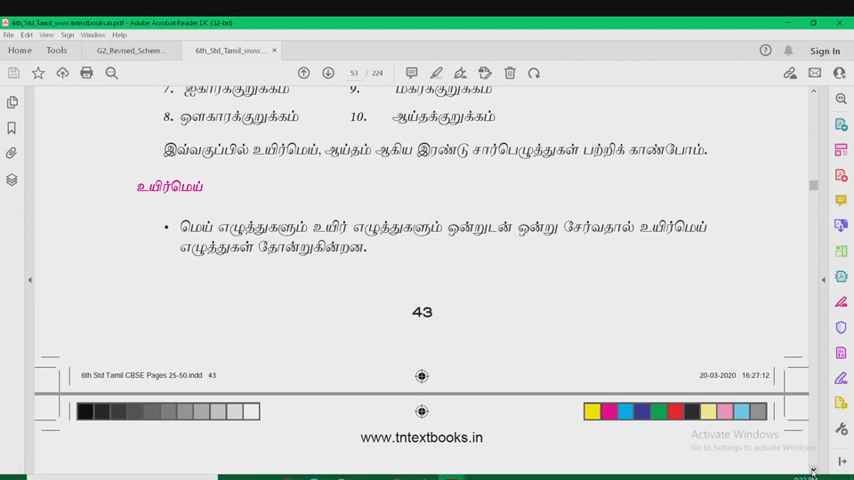 6th_Std_Tamil_www.tntextbooks.in.pdf - Adobe Acrobat Reader DC (32-bit)
File Edit View Sign Window Help
Home Tools G2_Revised_Schem... 6th_Std_Tamil_www.... × Sign In
53 / 224
7. ஐகாரக்குறுக்கம் 9. மகரக்குறுக்கம்
8. ஔகாரக்குறுக்கம் 10. ஆய்தக்குறுக்கம்
இவ்வகுப்பில் உயிர்மெய், ஆய்தம் ஆகிய இரண்டு சார்பெழுத்துகள் பற்றிக் காண்போம்.
உயிர்மெய்
• மெய் எழுத்துகளும் உயிர் எழுத்துகளும் ஒன்றுடன் ஒன்று சேர்வதால் உயிர்மெய்
எழுத்துகள் தோன்றுகின்றன.
43
6th Std Tamil CBSE Pages 25-50.indd 43 20-03-2020 16:27:12
www.tntextbooks.in
Activate Windows
Go to Settings to activate Windows.